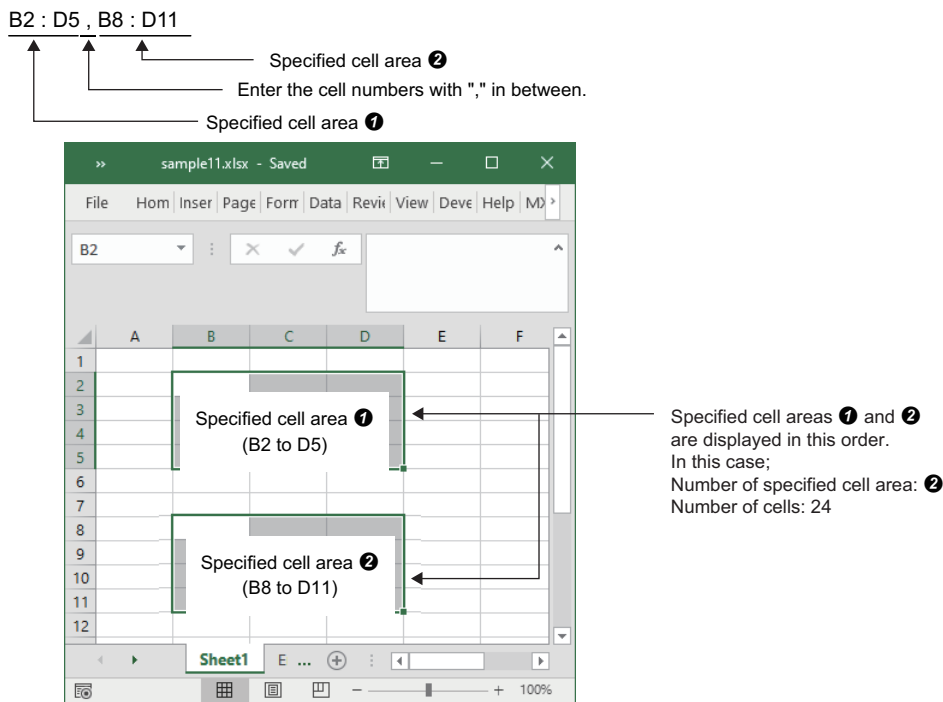 B2 : D5 , B8 : D11
Specified cell area ❷
Enter the cell numbers with "," in between.
Specified cell area ❶
» sample11.xlsx - Saved
File Hom Inser Page Form Data Revie View Deve Help MX >
B2 fx
A B C D E F
1
2
3
4
5
6
7
8
9
10
11
12
Specified cell area ❶
(B2 to D5)
Specified cell area ❷
(B8 to D11)
Specified cell areas ❶ and ❷
are displayed in this order.
In this case;
Number of specified cell area: ❷
Number of cells: 24
Sheet1 E ...
− + 100%